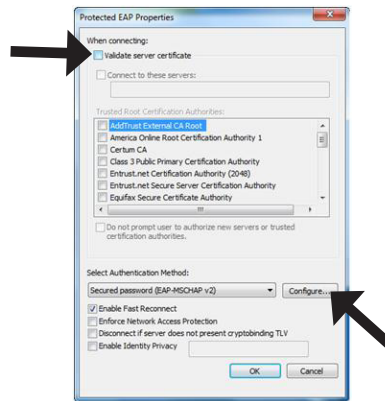 Protected EAP Properties
When connecting:
Validate server certificate
Connect to these servers:
Trusted Root Certification Authorities:
AddTrust External CA Root
America Online Root Certification Authority 1
Certum CA
Class 3 Public Primary Certification Authority
Entrust.net Certification Authority (2048)
Entrust.net Secure Server Certification Authority
Equifax Secure Certificate Authority
Do not prompt user to authorize new servers or trusted
certification authorities.
Select Authentication Method:
Secured password (EAP-MSCHAP v2) Configure...
Enable Fast Reconnect
Enforce Network Access Protection
Disconnect if server does not present cryptobinding TLV
Enable Identity Privacy
OK Cancel